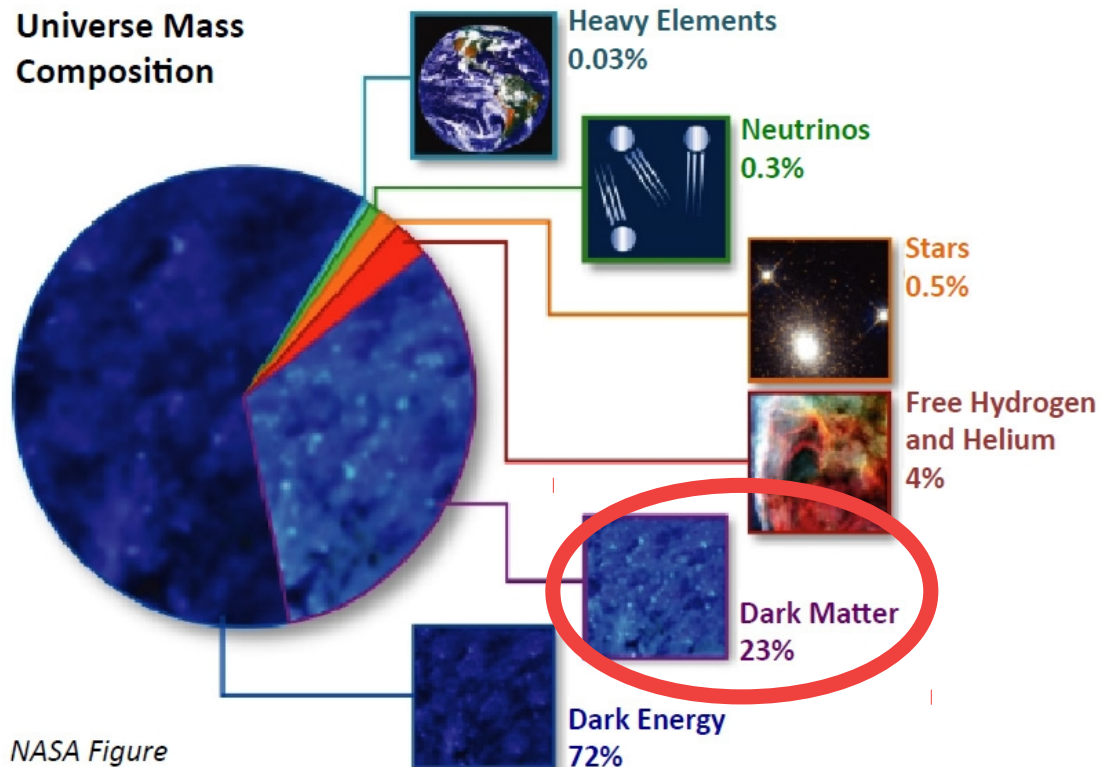 Universe Mass
Composition
Heavy Elements
0.03%
Neutrinos
0.3%
Stars
0.5%
Free Hydrogen
and Helium
4%
Dark Matter
23%
Dark Energy
72%
NASA Figure